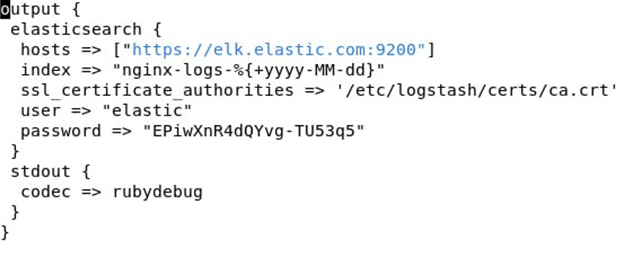 output {
 elasticsearch {
  hosts => ["https://elk.elastic.com:9200"]
  index => "nginx-logs-%{+yyyy-MM-dd}"
  ssl_certificate_authorities => '/etc/logstash/certs/ca.crt'
  user => "elastic"
  password => "EPiwXnR4dQYvg-TU53q5"
 }
 stdout {
  codec => rubydebug
 }
}